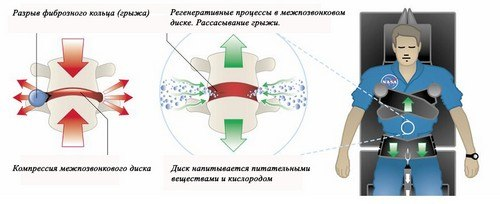 Разрыв фиброзного кольца (грыжа)
Регенеративные процессы в межпозвонковом
диске. Рассасывание грыжи.
NASA
Компрессия межпозвонкового диска
Диск напитывается питательными
веществами и кислородом